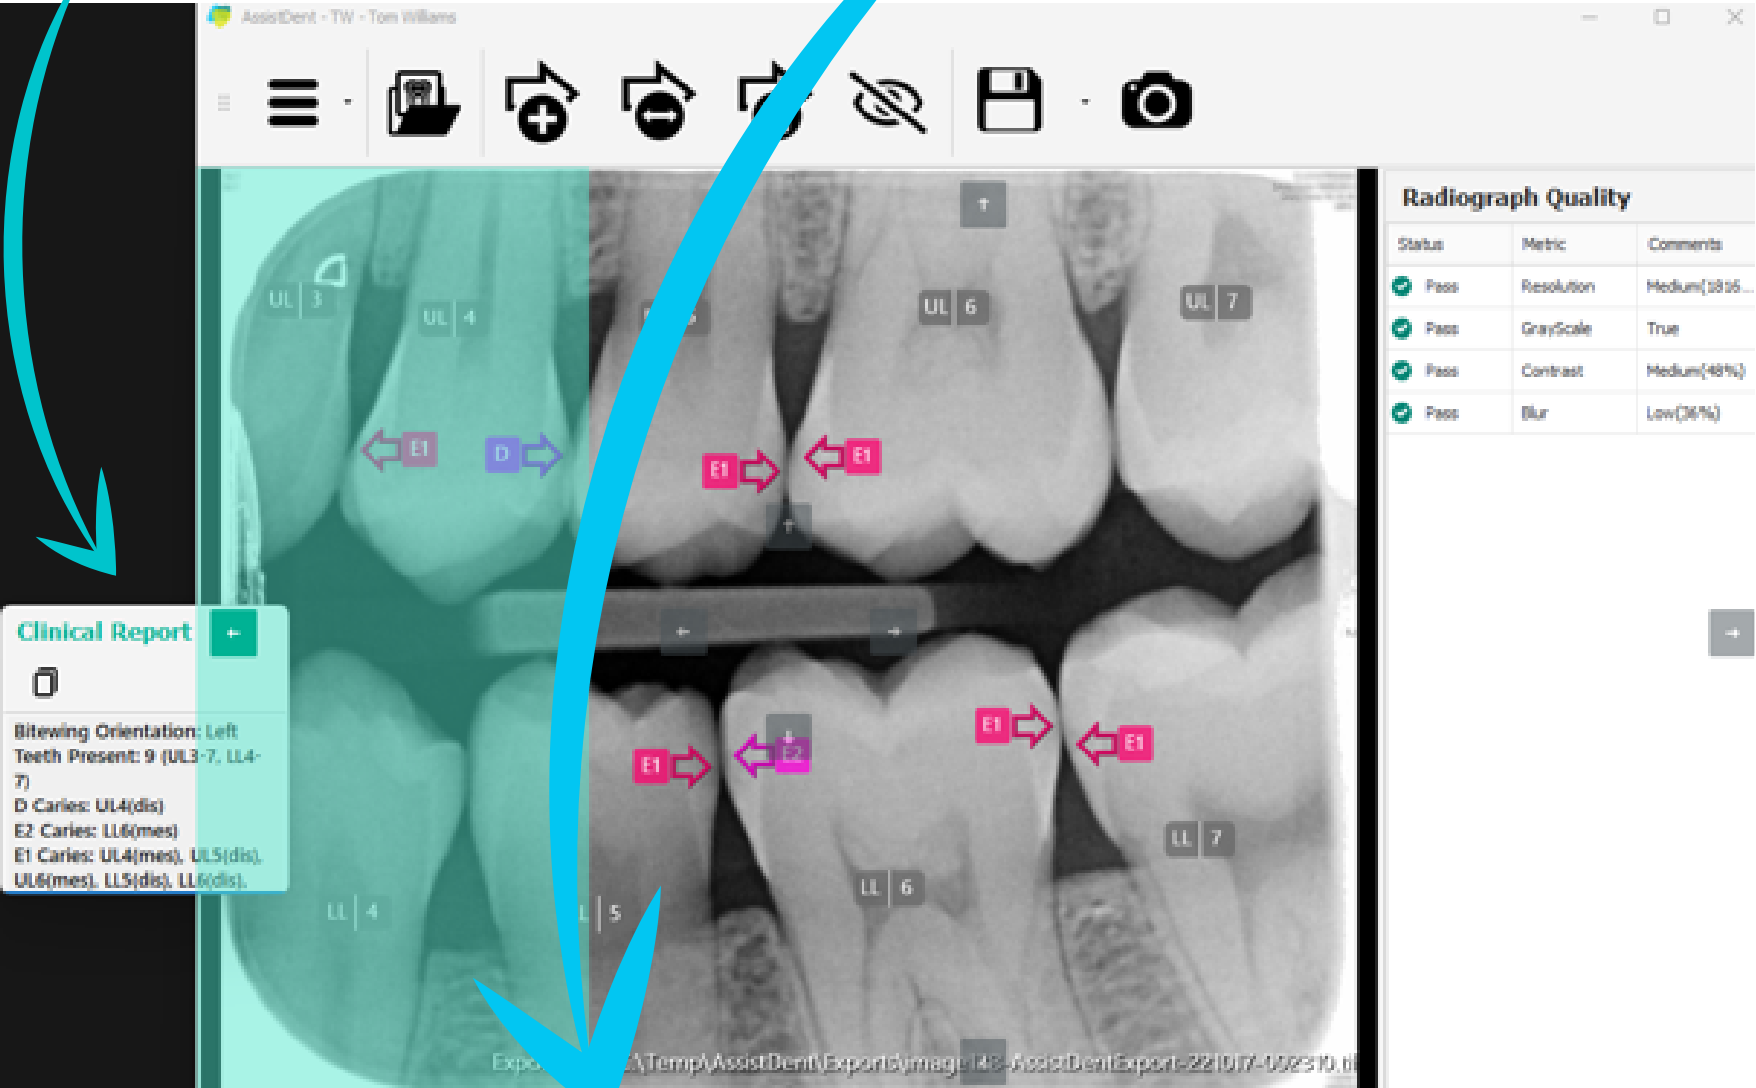 AssistDent - TW - Tom Williams
Radiograph Quality
Status Metric Comments
Pass Resolution Medium(1816...
Pass GrayScale True
Pass Contrast Medium(48%)
Pass Blur Low(36%)
UL 3
UL 4
UL 6
UL 7
E1
D
E1
E1
Clinical Report
Bitewing Orientation: Left
Teeth Present: 9 (UL3-7, LL4-
7)
D Caries: UL4(dis)
E2 Caries: LL6(mes)
E1 Caries: UL4(mes), UL5(dis),
UL6(mes), LL5(dis), LL6(dis),
E1
E2
E1
E1
LL 4
5
LL 6
LL 7
\Temp\AssistDent\Exports\image